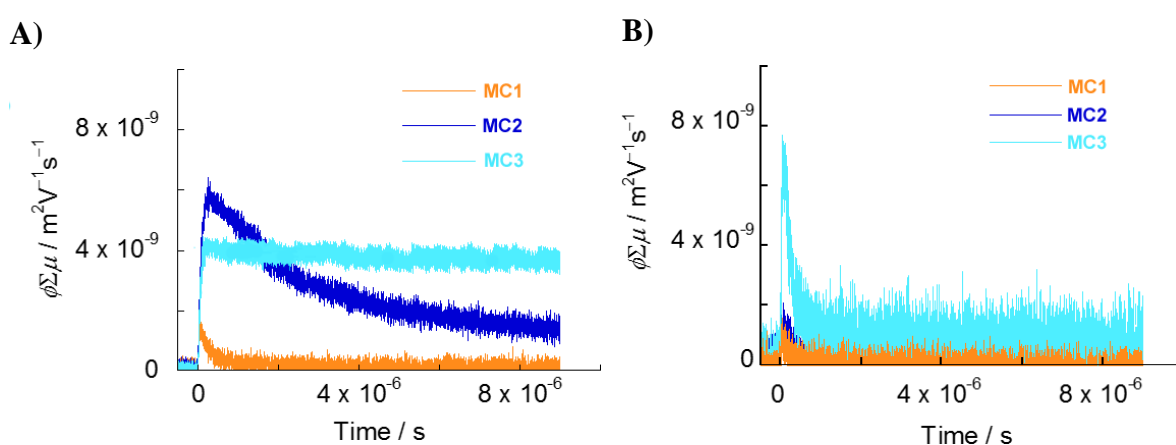 A)
MC1
MC2
MC3
8 x 10⁻⁹
4 x 10⁻⁹
0
ϕΣμ / m²V⁻¹s⁻¹
0
4 x 10⁻⁶
8 x 10⁻⁶
Time / s
B)
MC1
MC2
MC3
8 x 10⁻⁹
4 x 10⁻⁹
0
ϕΣμ / m²V⁻¹s⁻¹
0
4 x 10⁻⁶
8 x 10⁻⁶
Time / s